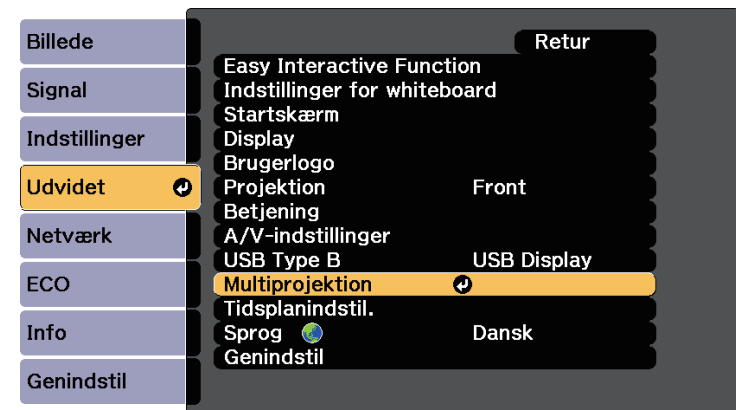 Billede
Signal
Indstillinger
Udvidet
Netværk
ECO
Info
Genindstil
Retur
Easy Interactive Function
Indstillinger for whiteboard
Startskærm
Display
Brugerlogo
Projektion Front
Betjening
A/V-indstillinger
USB Type B USB Display
Multiprojektion
Tidsplanindstil.
Sprog Dansk
Genindstil